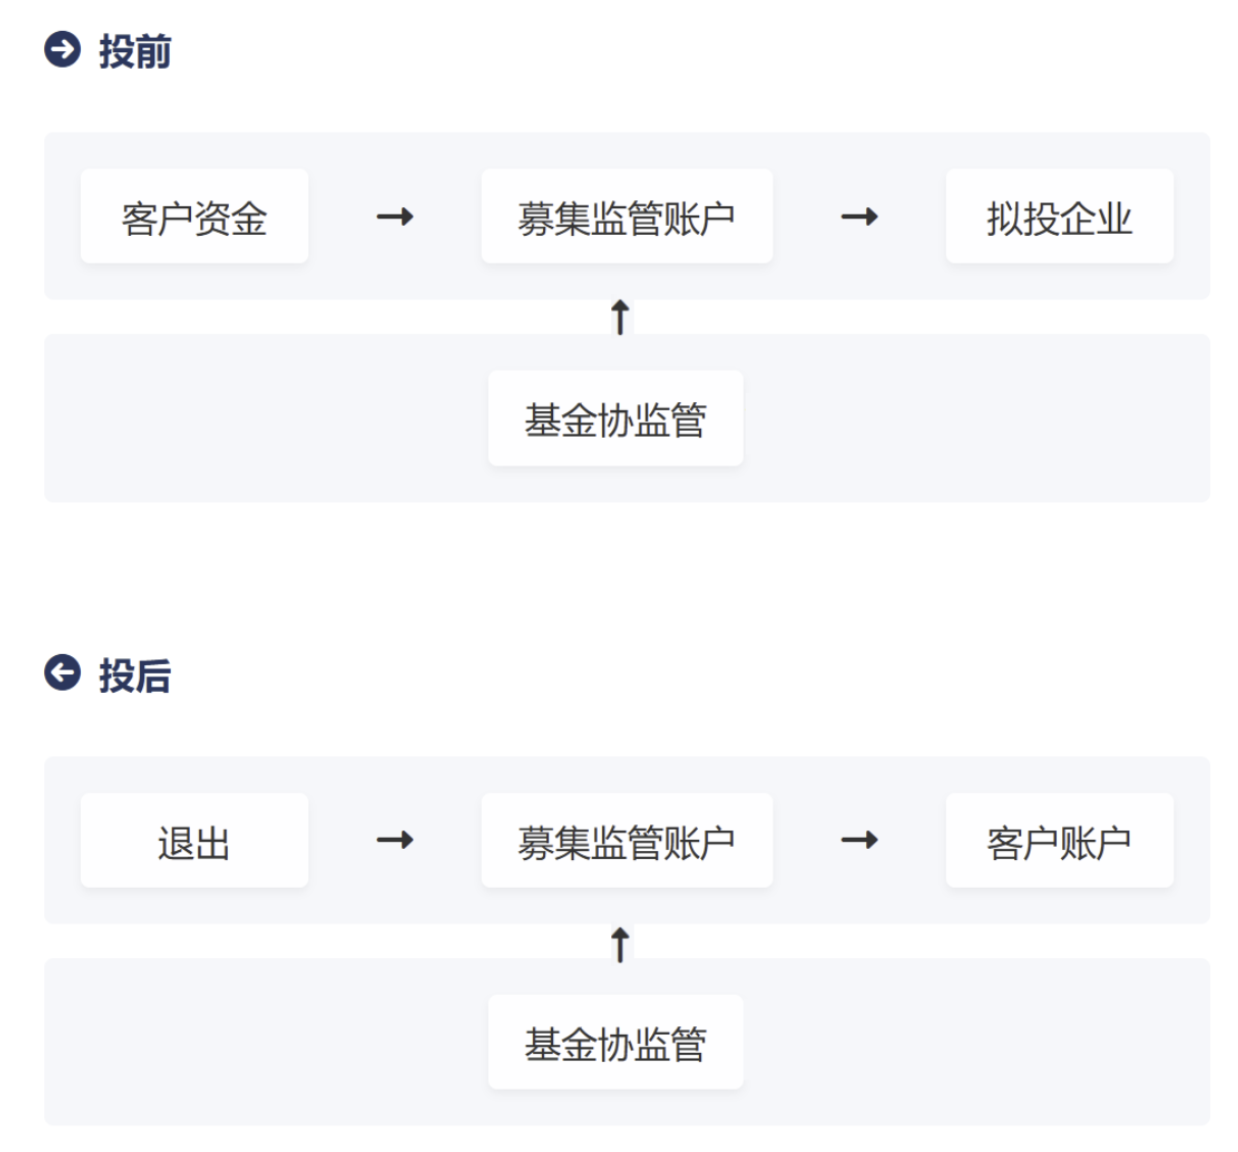 投前
客户资金 → 募集监管账户 → 拟投企业
↑
基金协监管
投后
退出 → 募集监管账户 → 客户账户
↑
基金协监管